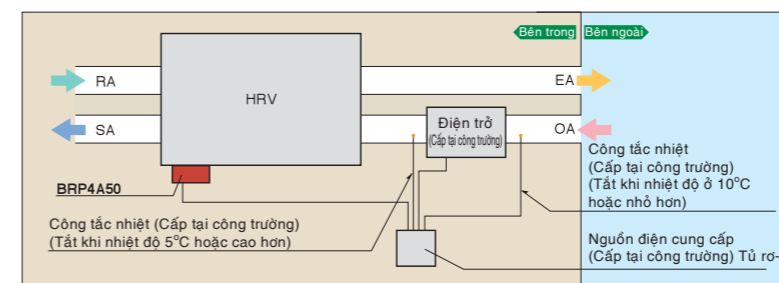 Bên trong Bên ngoài
RA
HRV
EA
SA
Điện trở
(Cấp tại công trường)
OA
Công tắc nhiệt
(Cấp tại công trường)
(Tắt khi nhiệt độ ở 10°C
hoặc nhỏ hơn)
BRP4A50
Công tắc nhiệt (Cấp tại công trường)
(Tắt khi nhiệt độ 5°C hoặc cao hơn)
Nguồn điện cung cấp
(Cấp tại công trường) Tủ rơ-